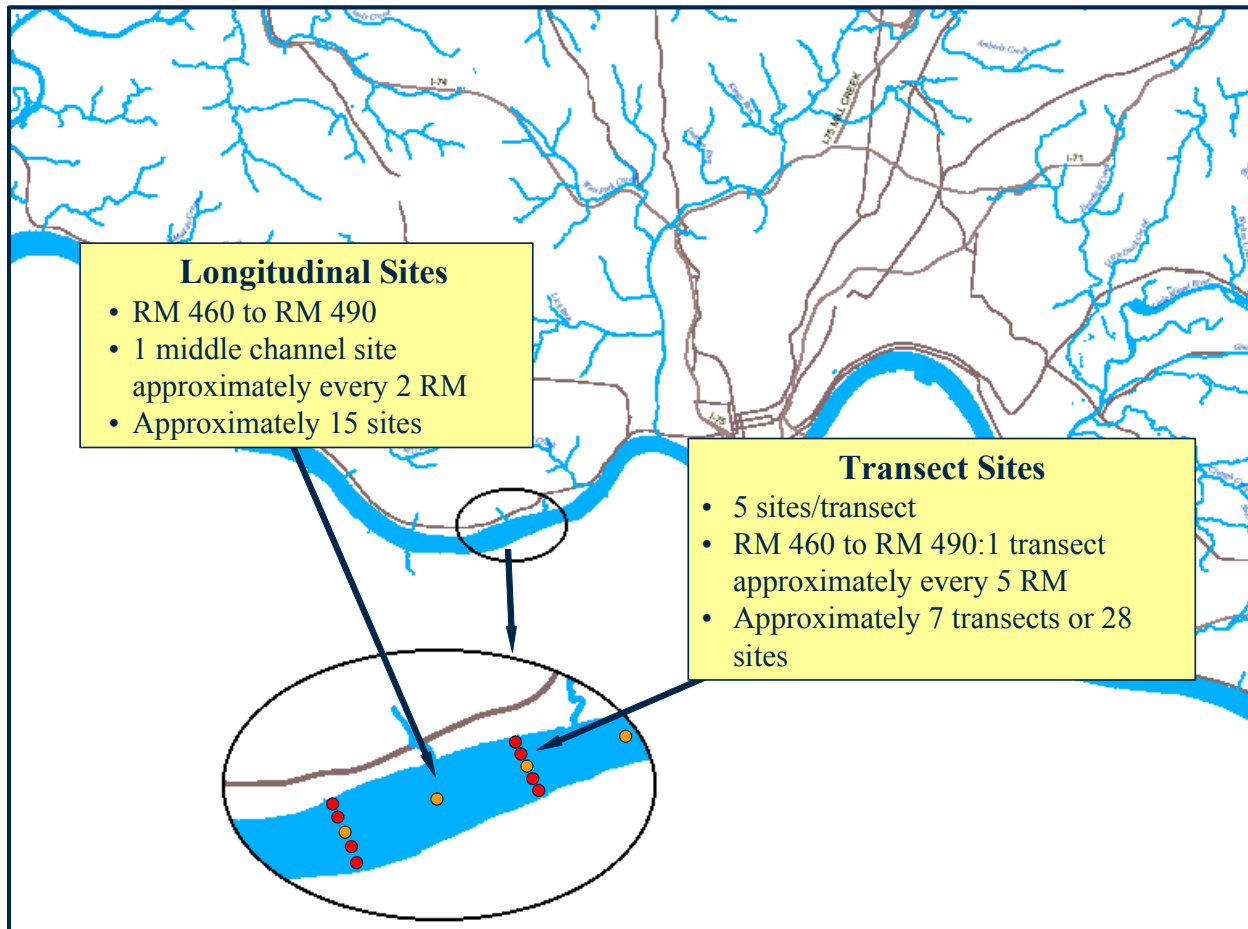 I-74
I-75 MILL CREEK
I-71
Longitudinal Sites
• RM 460 to RM 490
• 1 middle channel site
approximately every 2 RM
• Approximately 15 sites
I-75
Transect Sites
• 5 sites/transect
• RM 460 to RM 490:1 transect
approximately every 5 RM
• Approximately 7 transects or 28
sites